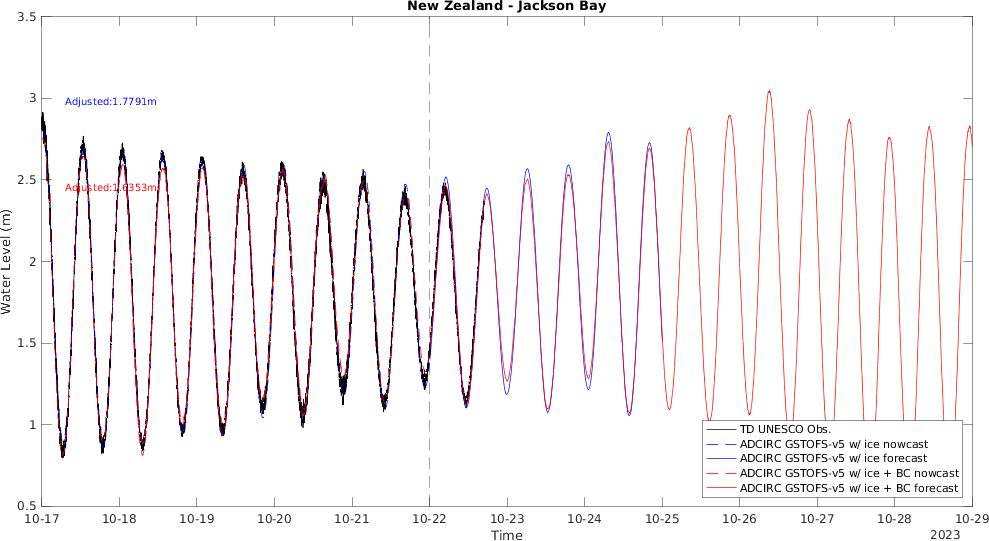 New Zealand - Jackson Bay
3.5
3
2.5
2
1.5
1
0.5
Water Level (m)
Adjusted:1.7791m
Adjusted:1.6353m
TD UNESCO Obs.
ADCIRC GSTOFS-v5 w/ ice nowcast
ADCIRC GSTOFS-v5 w/ ice forecast
ADCIRC GSTOFS-v5 w/ ice + BC nowcast
ADCIRC GSTOFS-v5 w/ ice + BC forecast
10-17 10-18 10-19 10-20 10-21 10-22 10-23 10-24 10-25 10-26 10-27 10-28 10-29
Time
2023